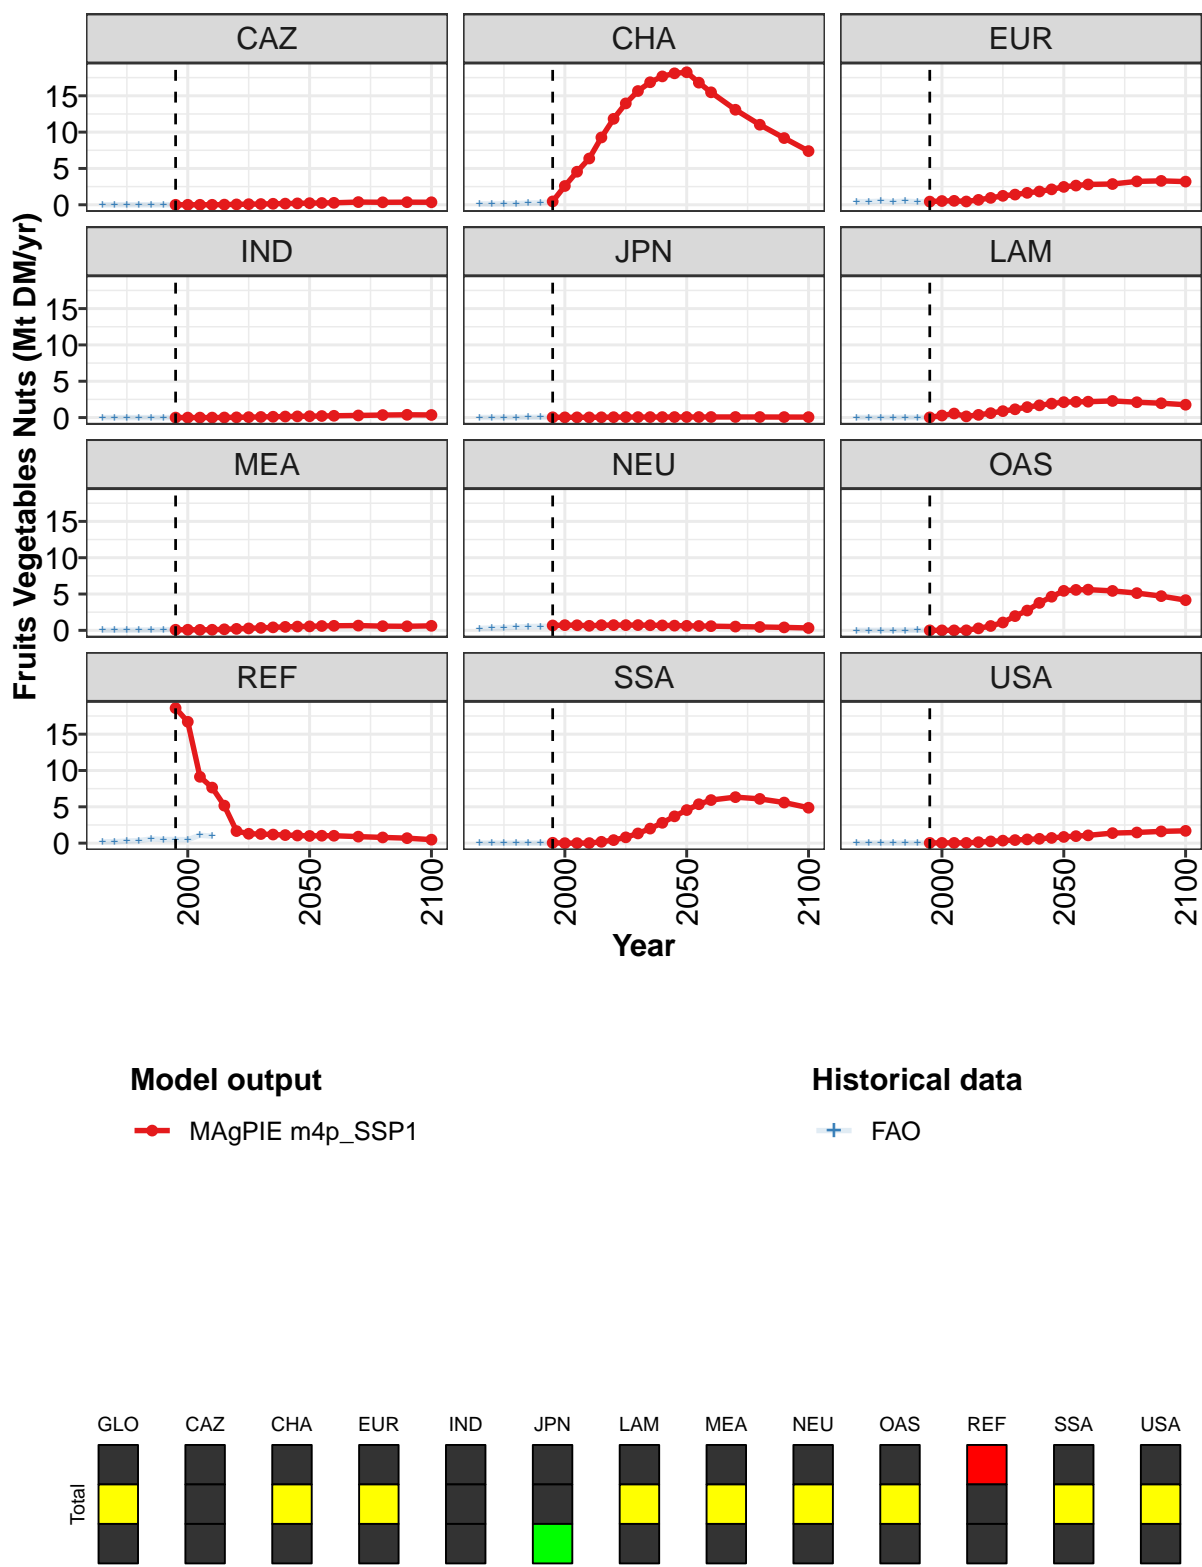 CAZ CHA EUR
15
10
5
0
IND JPN LAM
15
10
5
0
MEA NEU OAS
15
10
5
0
REF SSA USA
15
10
5
0
2000 2050 2100 2000 2050 2100 2000 2050 2100
Fruits Vegetables Nuts (Mt DM/yr)
Year
Model output Historical data
MAgPIE m4p_SSP1 FAO
GLO CAZ CHA EUR IND JPN LAM MEA NEU OAS REF SSA USA
Total